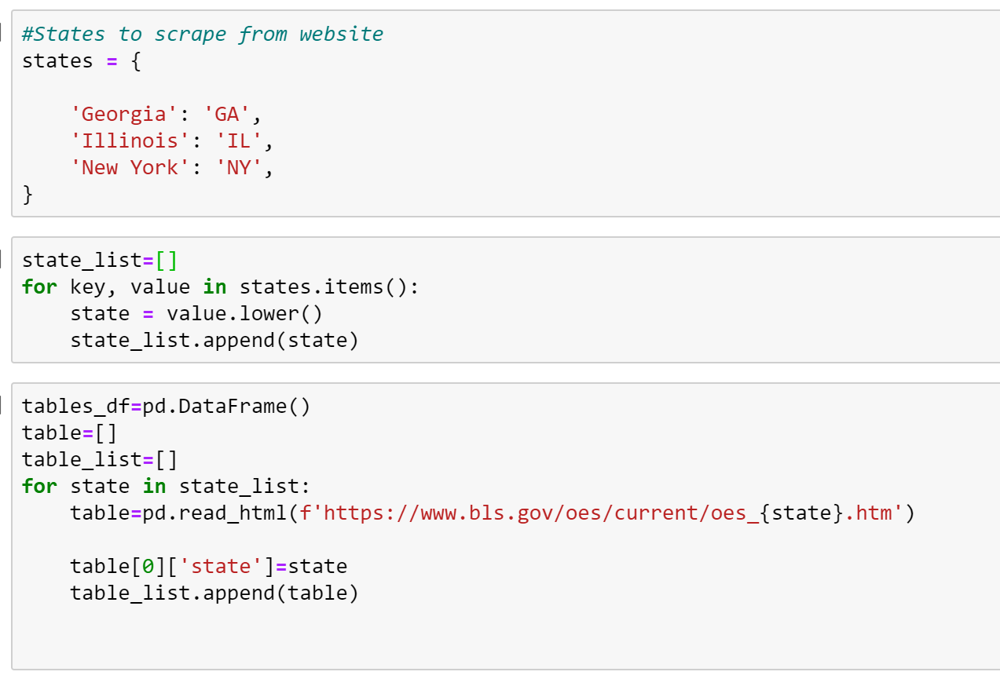 #States to scrape from website
states = {
    'Georgia': 'GA',
    'Illinois': 'IL',
    'New York': 'NY',
}
state_list=[]
for key, value in states.items():
    state = value.lower()
    state_list.append(state)
tables_df=pd.DataFrame()
table=[]
table_list=[]
for state in state_list:
    table=pd.read_html(f'https://www.bls.gov/oes/current/oes_{state}.htm')
    table[0]['state']=state
    table_list.append(table)